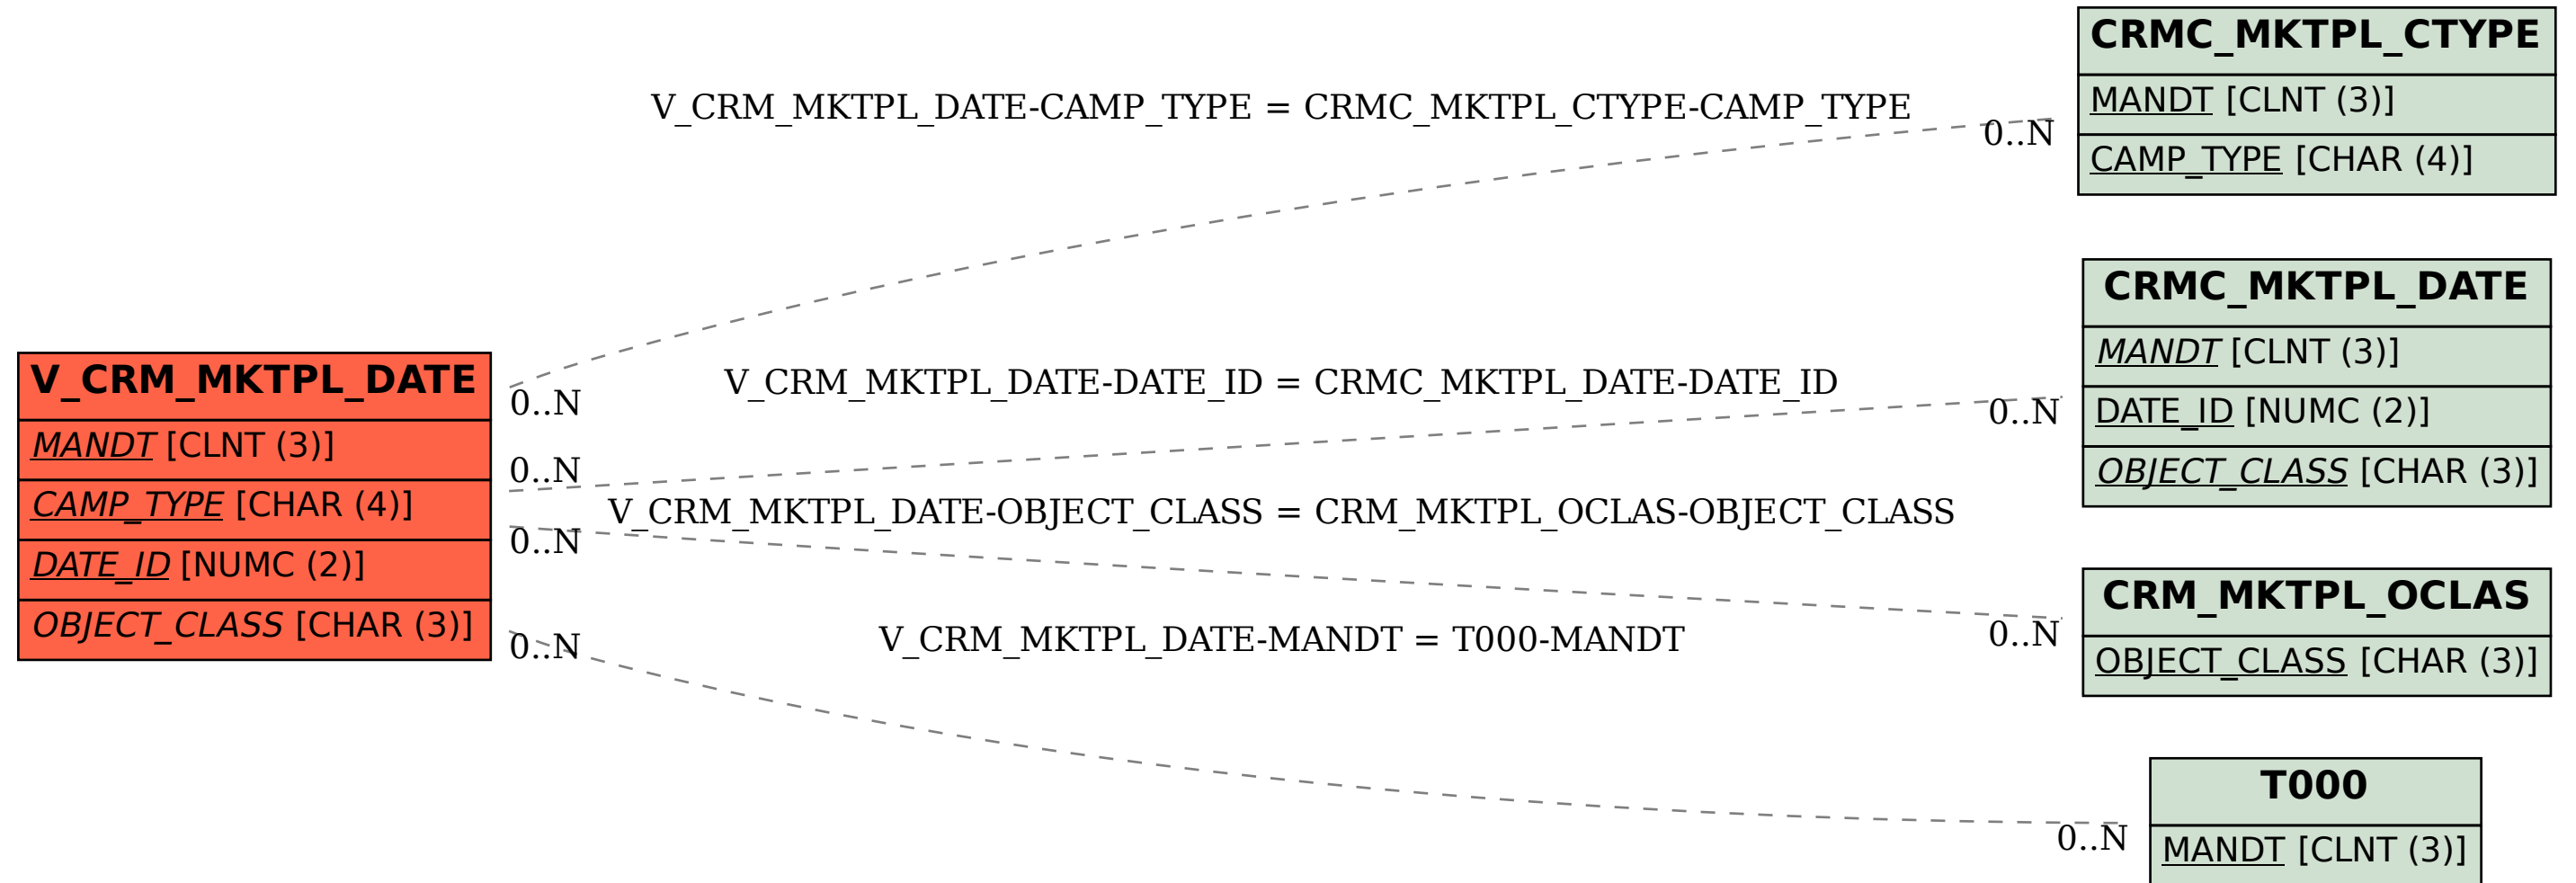 V_CRM_MKTPL_DATE
MANDT [CLNT (3)]
CAMP_TYPE [CHAR (4)]
DATE_ID [NUMC (2)]
OBJECT_CLASS [CHAR (3)]
V_CRM_MKTPL_DATE-CAMP_TYPE = CRMC_MKTPL_CTYPE-CAMP_TYPE
0..N
0..N
V_CRM_MKTPL_DATE-DATE_ID = CRMC_MKTPL_DATE-DATE_ID
0..N
0..N
V_CRM_MKTPL_DATE-OBJECT_CLASS = CRM_MKTPL_OCLAS-OBJECT_CLASS
0..N
0..N
V_CRM_MKTPL_DATE-MANDT = T000-MANDT
0..N
0..N
CRMC_MKTPL_CTYPE
MANDT [CLNT (3)]
CAMP_TYPE [CHAR (4)]
CRMC_MKTPL_DATE
MANDT [CLNT (3)]
DATE_ID [NUMC (2)]
OBJECT_CLASS [CHAR (3)]
CRM_MKTPL_OCLAS
OBJECT_CLASS [CHAR (3)]
T000
MANDT [CLNT (3)]